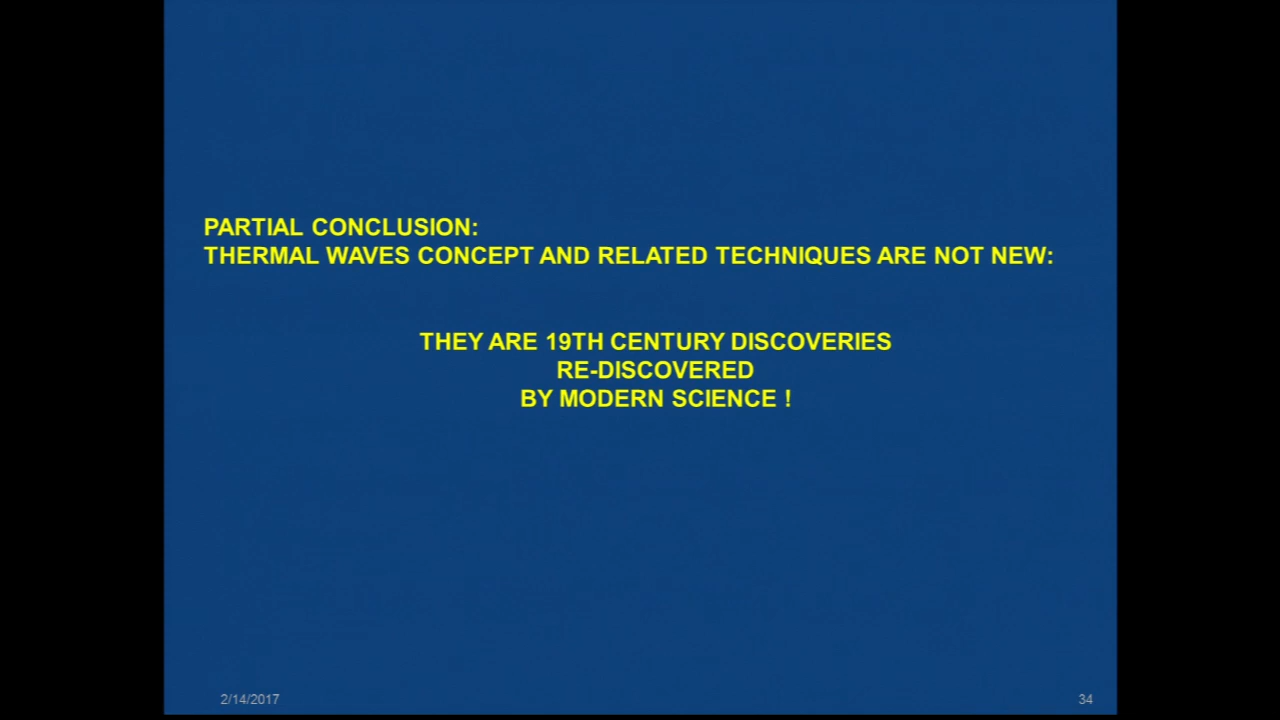 PARTIAL CONCLUSION:
THERMAL WAVES CONCEPT AND RELATED TECHNIQUES ARE NOT NEW:
THEY ARE 19TH CENTURY DISCOVERIES
RE-DISCOVERED
BY MODERN SCIENCE !
2/14/2017
34